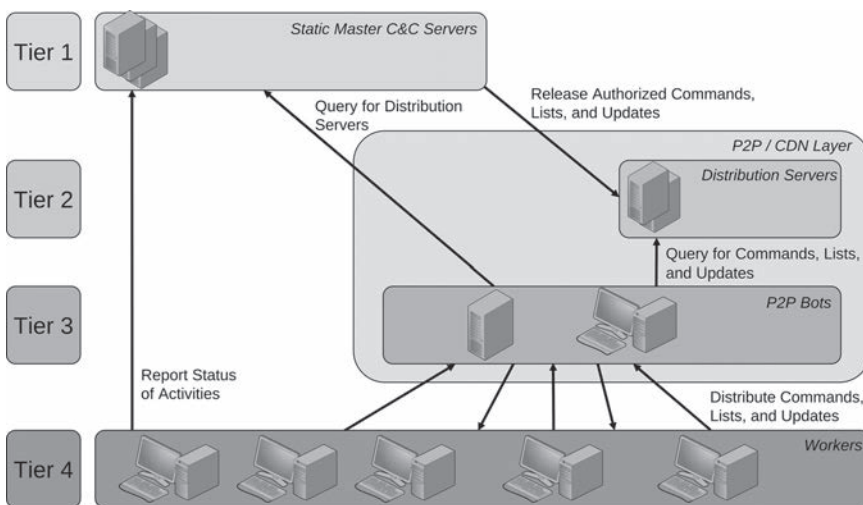 Tier 1
Static Master C&C Servers
Query for Distribution
Servers
Release Authorized Commands,
Lists, and Updates
P2P / CDN Layer
Tier 2
Distribution Servers
Query for Commands, Lists,
and Updates
Tier 3
P2P Bots
Report Status
of Activities
Distribute Commands,
Lists, and Updates
Tier 4
Workers